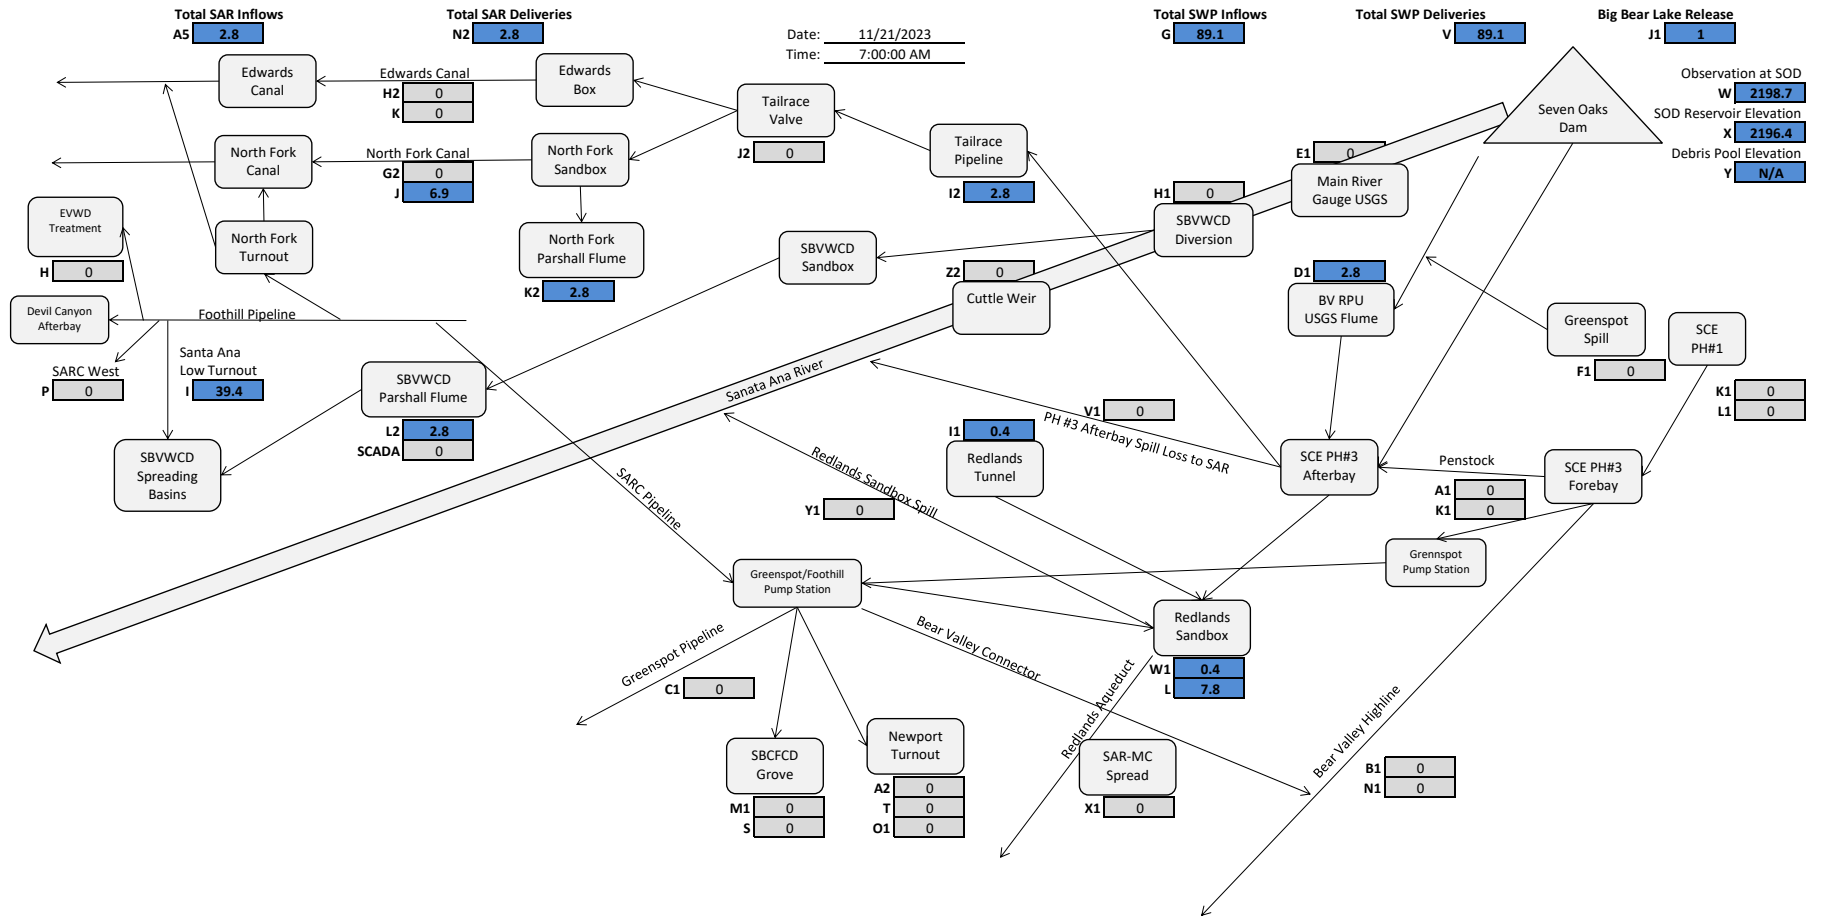 Total SAR Inflows
A5 2.8
Total SAR Deliveries
N2 2.8
Date: 11/21/2023
Time: 7:00:00 AM
Total SWP Inflows
G 89.1
Total SWP Deliveries
V 89.1
Big Bear Lake Release
J1 1
Observation at SOD
W 2198.7
SOD Reservoir Elevation
X 2196.4
Debris Pool Elevation
Y N/A
Seven Oaks
Dam
Edwards
Canal
Edwards Canal
H2 0
K 0
Edwards
Box
Tailrace
Valve
J2 0
Tailrace
Pipeline
I2 2.8
North Fork
Canal
North Fork Canal
G2 0
J 6.9
North Fork
Sandbox
E1 0
Main River
Gauge USGS
H1 0
SBVWCD
Diversion
EVWD
Treatment
H 0
North Fork
Turnout
North Fork
Parshall Flume
K2 2.8
SBVWCD
Sandbox
Z2 0
Cuttle Weir
D1 2.8
BV RPU
USGS Flume
Greenspot
Spill
F1 0
SCE
PH#1
K1 0
L1 0
Devil Canyon
Afterbay
Foothill Pipeline
SARC West
P 0
Santa Ana
Low Turnout
I 39.4
SBVWCD
Parshall Flume
L2 2.8
SCADA 0
Sanata Ana River
V1 0
PH #3 Afterbay Spill Loss to SAR
I1 0.4
Redlands
Tunnel
SBVWCD
Spreading
Basins
SARC Pipeline
Redlands Sandbox Spill
Y1 0
SCE PH#3
Afterbay
Penstock
A1 0
K1 0
SCE PH#3
Forebay
Grennspot
Pump Station
Greenspot/Foothill
Pump Station
Redlands
Sandbox
W1 0.4
L 7.8
Greenspot Pipeline
C1 0
Bear Valley Connector
Redlands Aqueduct
Bear Valley Highline
SBCFCD
Grove
M1 0
S 0
Newport
Turnout
A2 0
T 0
O1 0
SAR-MC
Spread
X1 0
B1 0
N1 0